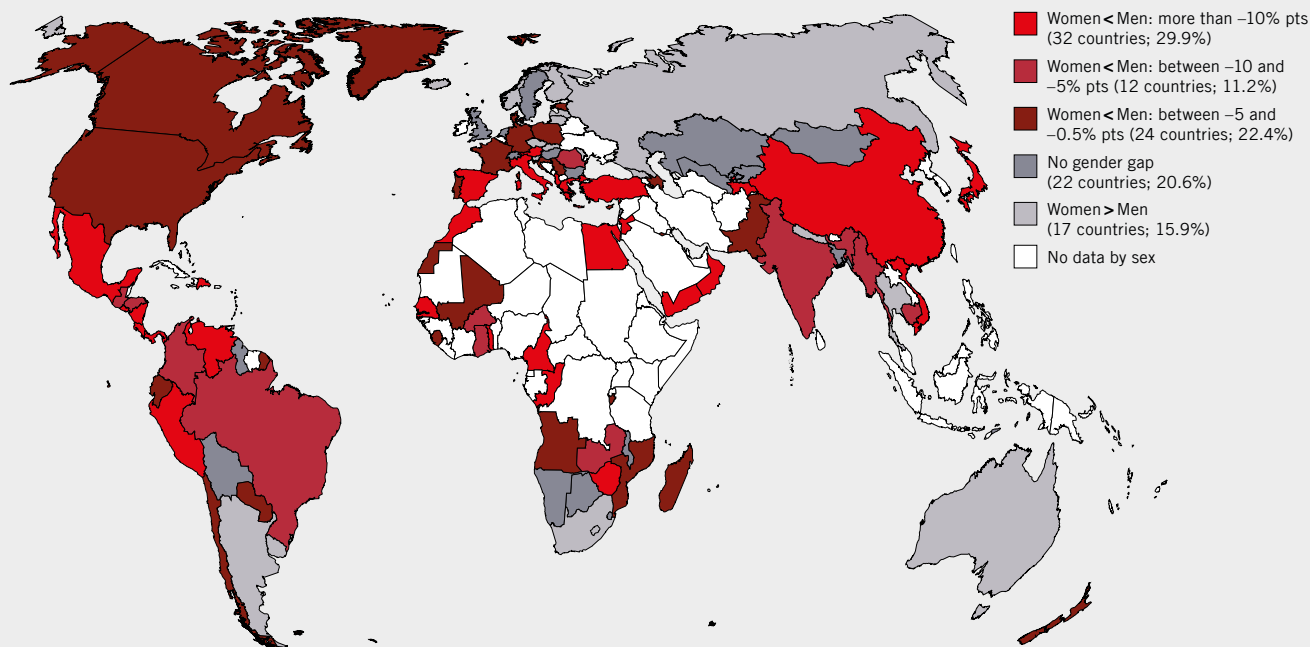 Women < Men: more than –10% pts
(32 countries; 29.9%)
Women < Men: between –10 and
–5% pts (12 countries; 11.2%)
Women < Men: between –5 and
–0.5% pts (24 countries; 22.4%)
No gender gap
(22 countries; 20.6%)
Women > Men
(17 countries; 15.9%)
No data by sex